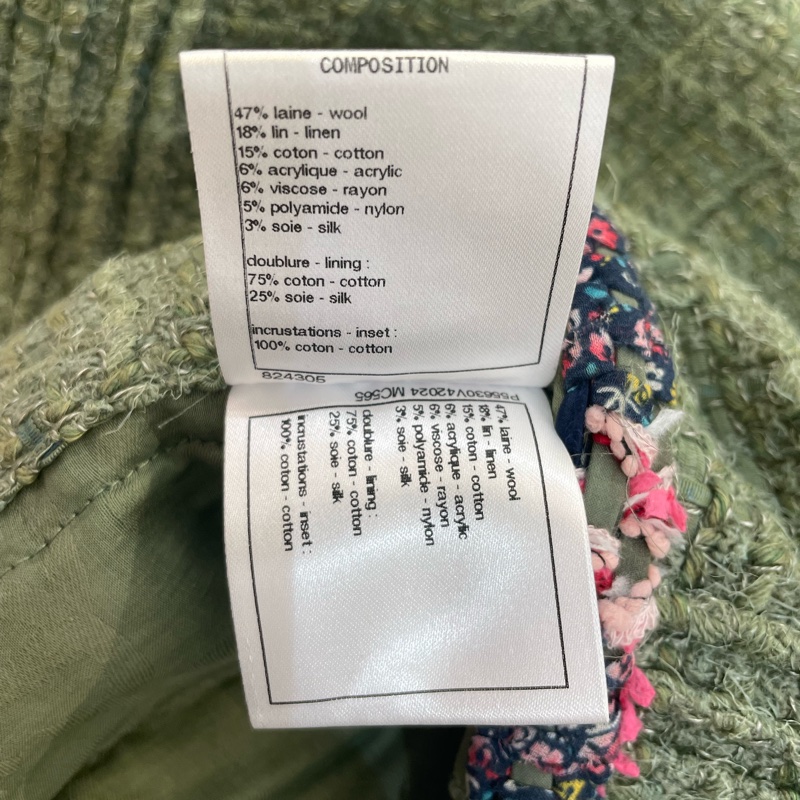 COMPOSITION
47% laine - wool
18% lin - linen
15% coton - cotton
6% acrylique - acrylic
6% viscose - rayon
5% polyamide - nylon
3% soie - silk
doublure - lining :
75% coton - cotton
25% soie - silk
incrustations - inset :
100% coton - cotton
824306
P56630V42024 MC565
47% laine - wool
18% lin - linen
15% coton - cotton
6% acrylique - acrylic
6% viscose - rayon
5% polyamide - nylon
3% soie - silk
doublure - lining :
75% coton - cotton
25% soie - silk
incrustations - inset :
100% coton - cotton